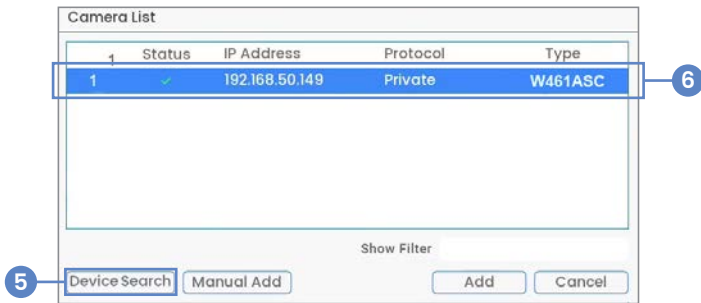 Camera List
1 Status IP Address Protocol Type
1 192.168.50.149 Private W461ASC
6
Show Filter
5 Device Search Manual Add Add Cancel